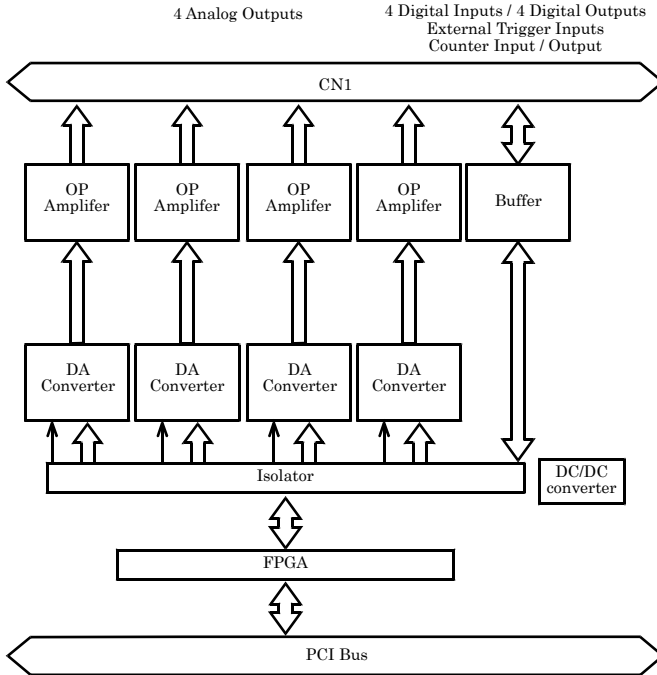 4 Analog Outputs
4 Digital Inputs / 4 Digital Outputs
External Trigger Inputs
Counter Input / Output
CN1
OP
Amplifer
OP
Amplifer
OP
Amplifer
OP
Amplifer
Buffer
DA
Converter
DA
Converter
DA
Converter
DA
Converter
Isolator
DC/DC
converter
FPGA
PCI Bus